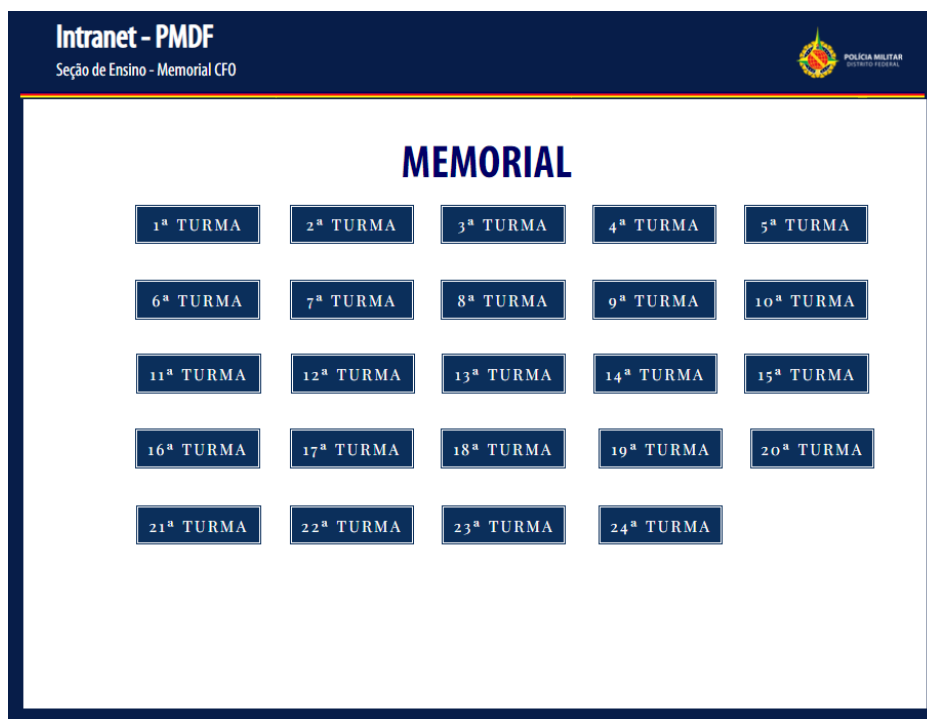 Intranet - PMDF
Seção de Ensino - Memorial CFO
POLÍCIA MILITAR
DISTRITO FEDERAL
MEMORIAL
1ª TURMA 2ª TURMA 3ª TURMA 4ª TURMA 5ª TURMA
6ª TURMA 7ª TURMA 8ª TURMA 9ª TURMA 10ª TURMA
11ª TURMA 12ª TURMA 13ª TURMA 14ª TURMA 15ª TURMA
16ª TURMA 17ª TURMA 18ª TURMA 19ª TURMA 20ª TURMA
21ª TURMA 22ª TURMA 23ª TURMA 24ª TURMA